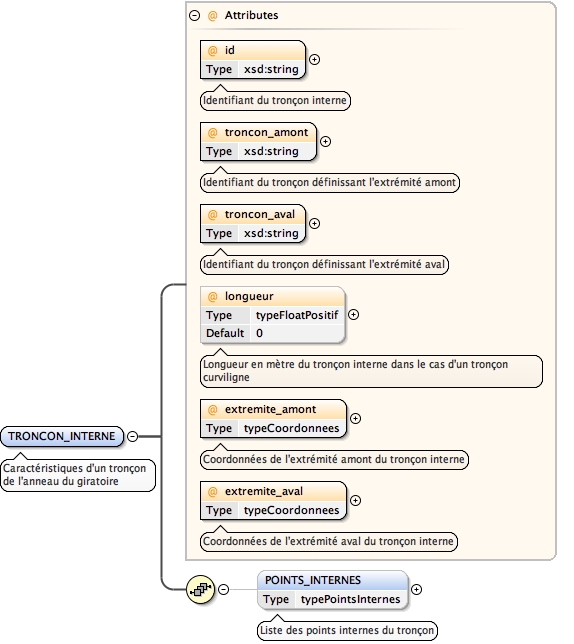 @ Attributes
@ id
Type xsd:string
Identifiant du tronçon interne
@ troncon_amont
Type xsd:string
Identifiant du tronçon définissant l'extrémité amont
@ troncon_aval
Type xsd:string
Identifiant du tronçon définissant l'extrémité aval
@ longueur
Type typeFloatPositif
Default 0
Longueur en mètre du tronçon interne dans le cas d'un tronçon
curviligne
@ extremite_amont
Type typeCoordonnees
Coordonnées de l'extrémité amont du tronçon interne
@ extremite_aval
Type typeCoordonnees
Coordonnées de l'extrémité aval du tronçon interne
TRONCON_INTERNE
Caractéristiques d'un tronçon
de l'anneau du giratoire
POINTS_INTERNES
Type typePointsInternes
Liste des points internes du tronçon